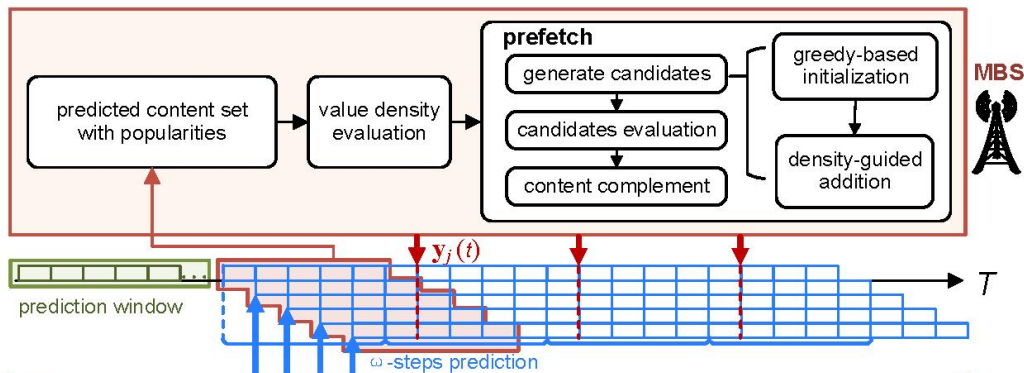 prefetch
predicted content set
with popularities
value density
evaluation
generate candidates
candidates evaluation
content complement
greedy-based
initialization
density-guided
addition
MBS
y_j(t)
...
T
prediction window
ω-steps prediction